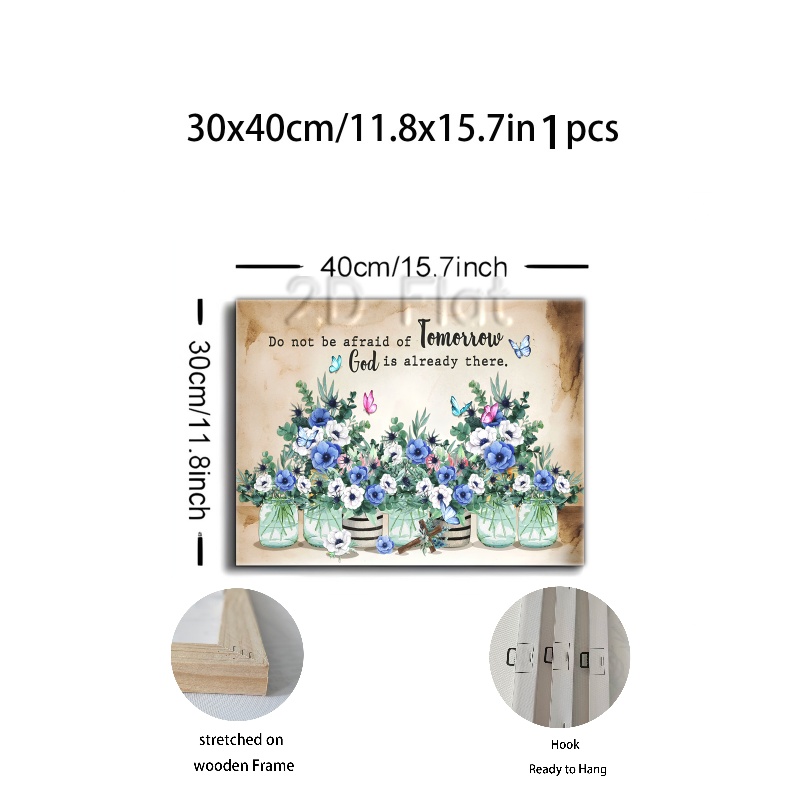 30x40cm/11.8x15.7in 1 pcs
40cm/15.7inch
2D Flat
30cm/11.8inch
Do not be afraid of Tomorrow
God is already there.
stretched on
wooden Frame
Hook
Ready to Hang